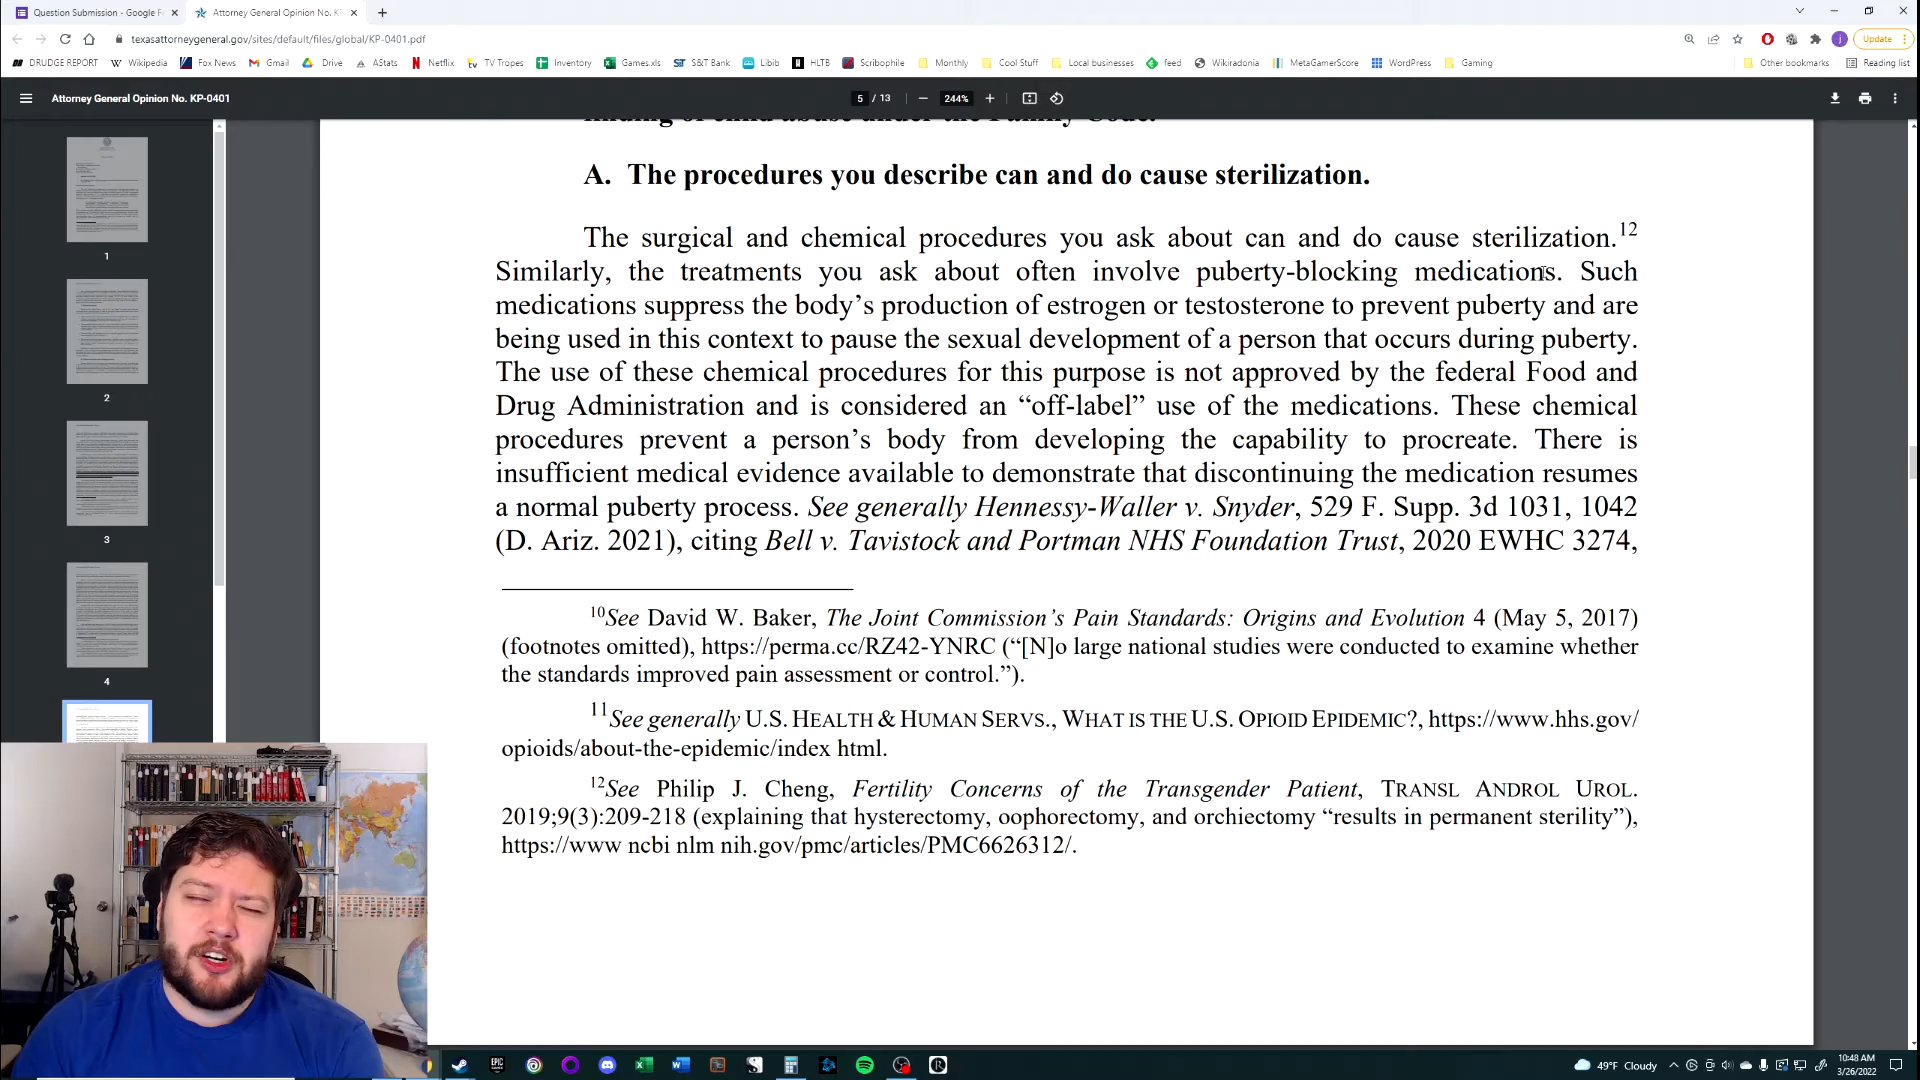 Question Submission - Google F
Attorney General Opinion No. K
texasattorneygeneral.gov/sites/default/files/global/KP-0401.pdf
Update
DRUDGE REPORT Wikipedia Fox News Gmail Drive AStats Netflix TV Tropes Inventory Games.xls S&T Bank Libib HLTB Scribophile Monthly Cool Stuff Local businesses feed Wikiradonia MetaGamerScore WordPress Gaming Other bookmarks Reading list
Attorney General Opinion No. KP-0401 5 / 13 244%
1
2
3
4
finding of child abuse under the Family Code.
A. The procedures you describe can and do cause sterilization.
The surgical and chemical procedures you ask about can and do cause sterilization.12
Similarly, the treatments you ask about often involve puberty-blocking medications. Such
medications suppress the body’s production of estrogen or testosterone to prevent puberty and are
being used in this context to pause the sexual development of a person that occurs during puberty.
The use of these chemical procedures for this purpose is not approved by the federal Food and
Drug Administration and is considered an “off-label” use of the medications. These chemical
procedures prevent a person’s body from developing the capability to procreate. There is
insufficient medical evidence available to demonstrate that discontinuing the medication resumes
a normal puberty process. See generally Hennessy-Waller v. Snyder, 529 F. Supp. 3d 1031, 1042
(D. Ariz. 2021), citing Bell v. Tavistock and Portman NHS Foundation Trust, 2020 EWHC 3274,
10See David W. Baker, The Joint Commission’s Pain Standards: Origins and Evolution 4 (May 5, 2017)
(footnotes omitted), https://perma.cc/RZ42-YNRC (“[N]o large national studies were conducted to examine whether
the standards improved pain assessment or control.”).
11See generally U.S. HEALTH & HUMAN SERVS., WHAT IS THE U.S. OPIOID EPIDEMIC?, https://www.hhs.gov/
opioids/about-the-epidemic/index html.
12See Philip J. Cheng, Fertility Concerns of the Transgender Patient, TRANSL ANDROL UROL.
2019;9(3):209-218 (explaining that hysterectomy, oophorectomy, and orchiectomy “results in permanent sterility”),
https://www ncbi nlm nih.gov/pmc/articles/PMC6626312/.
49°F Cloudy
10:48 AM
3/26/2022